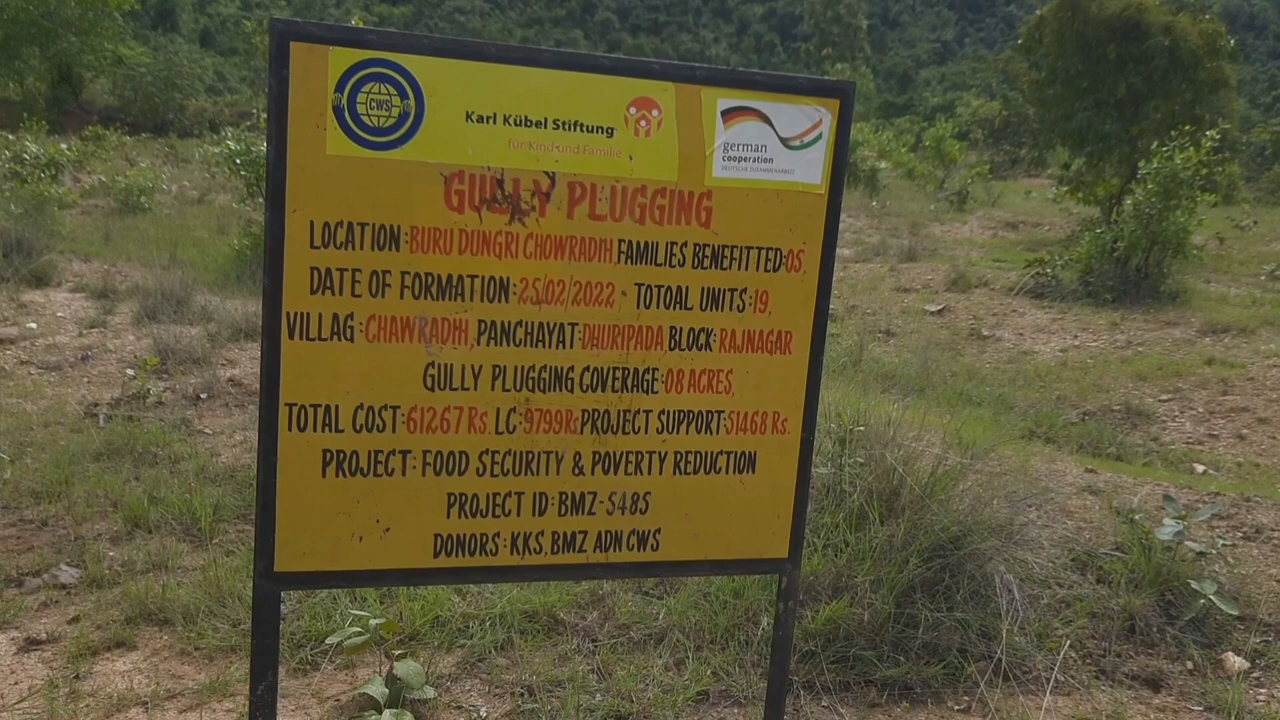 CWS
Karl Kübel Stiftung
für Kind und Familie
german
cooperation
DEUTSCHE ZUSAMMENARBEIT
GULLY PLUGGING
LOCATION:BURU DUNGRI CHOWRADIH, FAMILIES BENEFITTED:05,
DATE OF FORMATION:25/02/2022, TOTOAL UNITS:19,
VILLAG:CHAWRADIH, PANCHAYAT:DHURIPADA BLOCK:RAJNAGAR
GULLY PLUGGING COVERAGE:08 ACRES,
TOTAL COST:61267 Rs. LC:9799Rs PROJECT SUPPORT:51468 Rs.
PROJECT: FOOD SECURITY & POVERTY REDUCTION
PROJECT ID:BMZ-5485
DONORS:KKS, BMZ ADN CWS